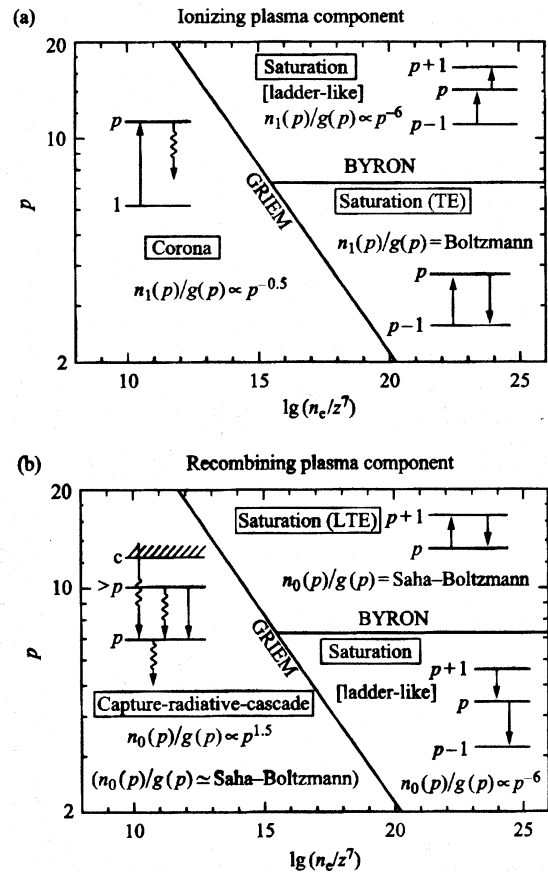 (a) Ionizing plasma component
20
10
2
p
Saturation
[ladder-like]
n₁(p)/g(p) ∝ p⁻⁶
p+1
p
p−1
BYRON
GRIEM
p
1
Corona
n₁(p)/g(p) ∝ p⁻⁰·⁵
Saturation (TE)
n₁(p)/g(p) = Boltzmann
p
p−1
10 15 20 25
lg (nₑ/z⁷)
(b) Recombining plasma component
20
10
2
p
c
>p
p
Saturation (LTE)
p+1
p
n₀(p)/g(p) = Saha–Boltzmann
BYRON
GRIEM
Saturation
[ladder-like]
p+1
p
p−1
n₀(p)/g(p) ∝ p⁻⁶
Capture-radiative-cascade
n₀(p)/g(p) ∝ p¹·⁵
(n₀(p)/g(p) ≃ Saha–Boltzmann)
10 15 20 25
lg (nₑ/z⁷)